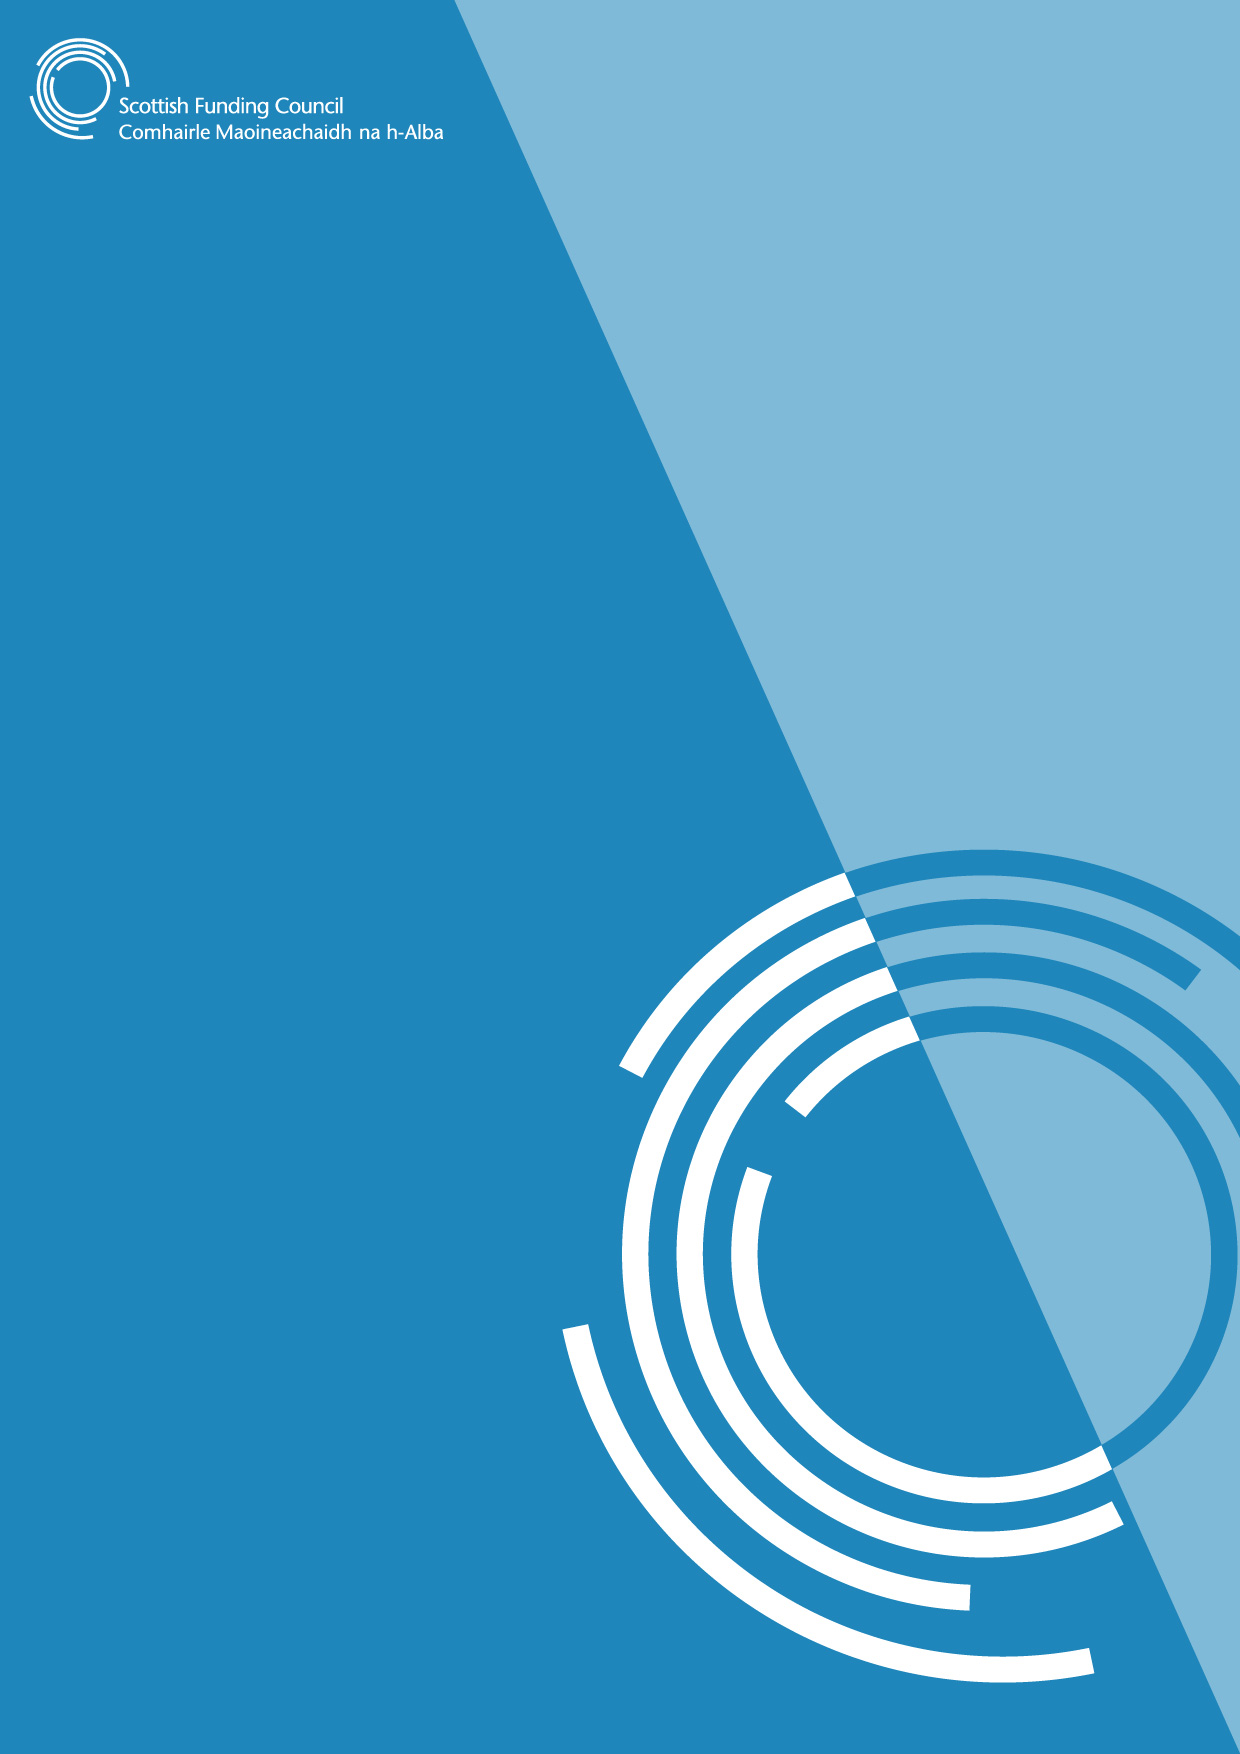 Scottish Funding Council
Comhairle Maoineachaidh na h-Alba